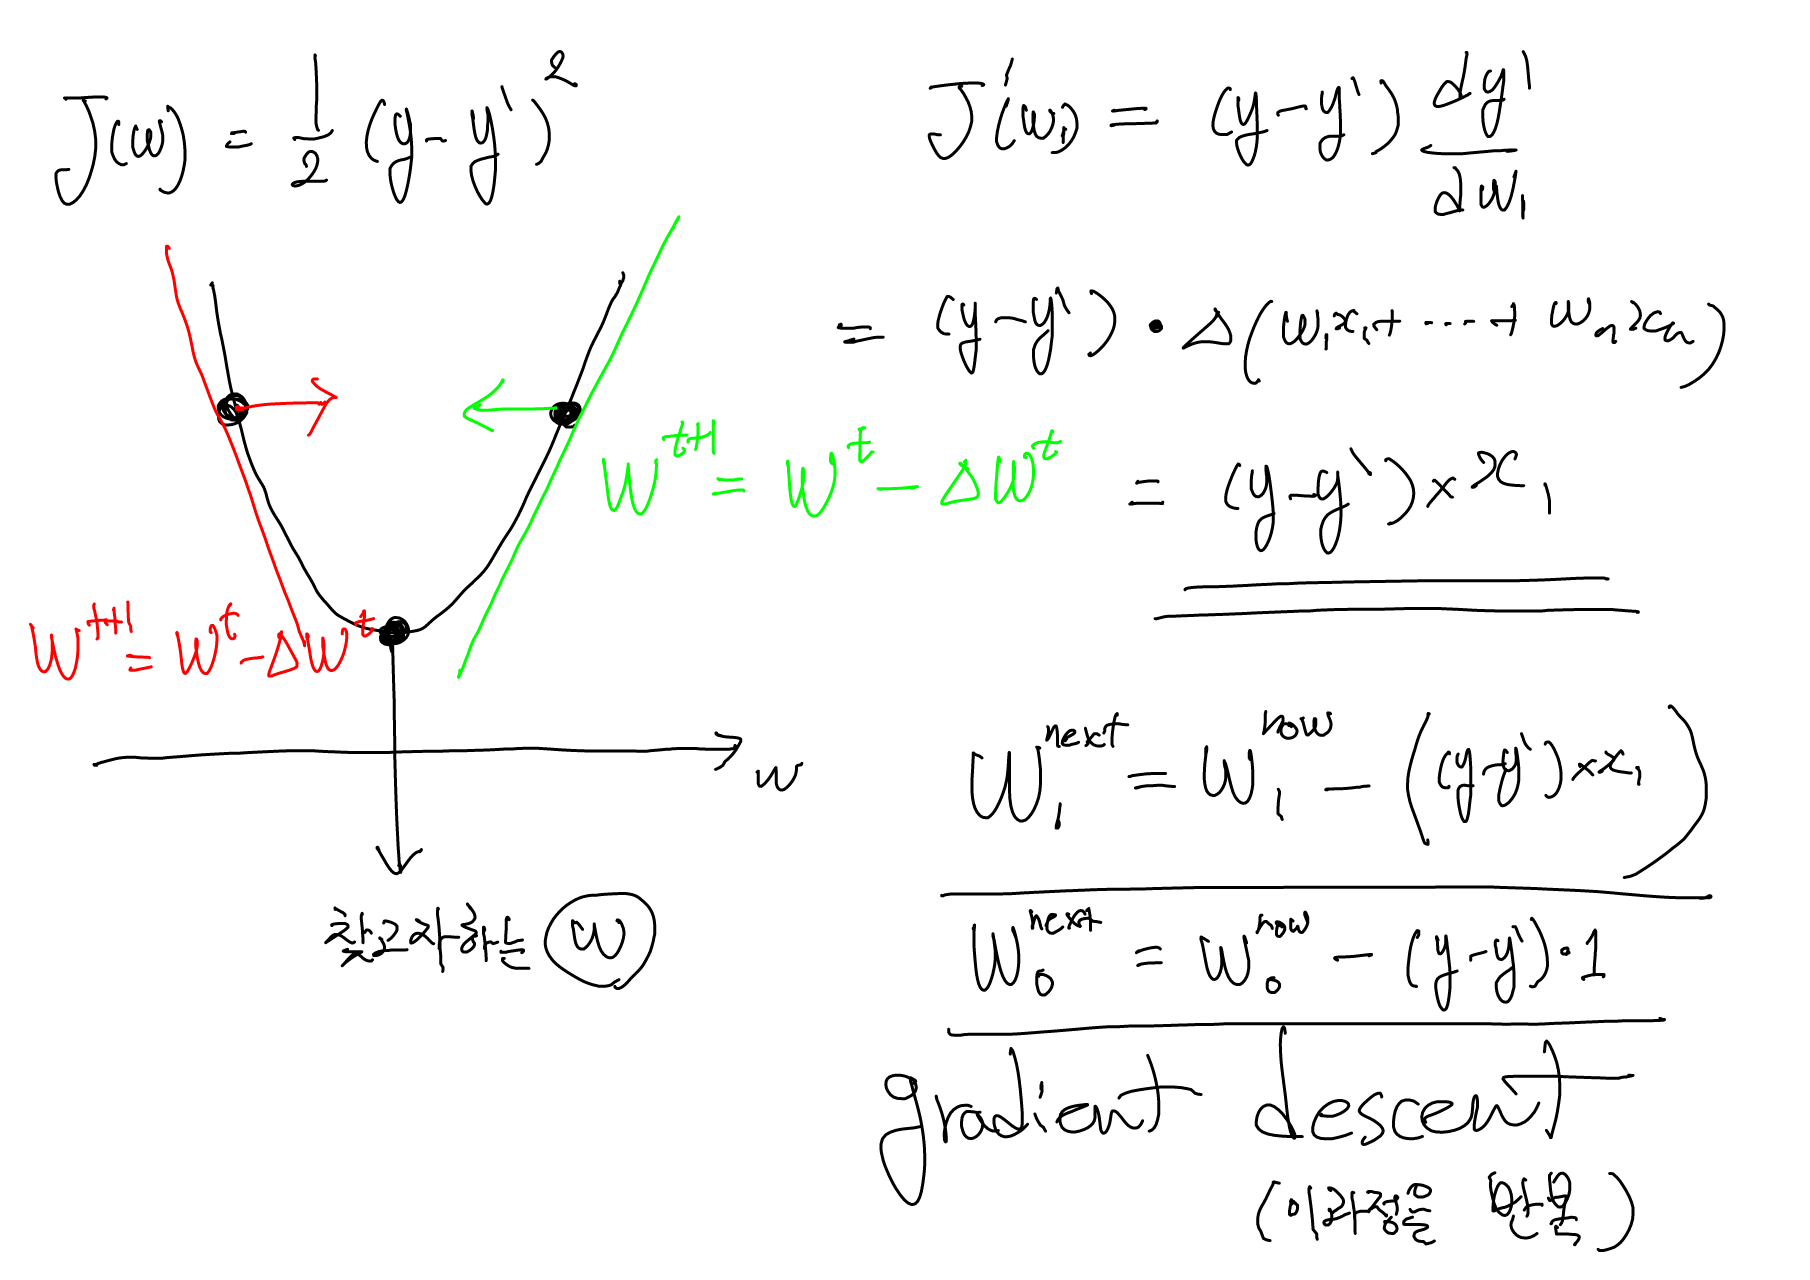 J(w) = 1/2 (y-y')²
J'(w₁) = (y-y') dy'/dw₁
= (y-y') · Δ(w₁x₁+ ···· + wₙxₙ)
W^{t+1} = W^t - ΔW^t
= (y-y') × x₁
W^{t+1} = W^t - ΔW^t
w
W₁^{next} = W₁^{now} - ((y-y') × x₁)
찾고자하는 w
W₀^{next} = W₀^{now} - (y-y')·1
gradient descent
(이과정을 반복)